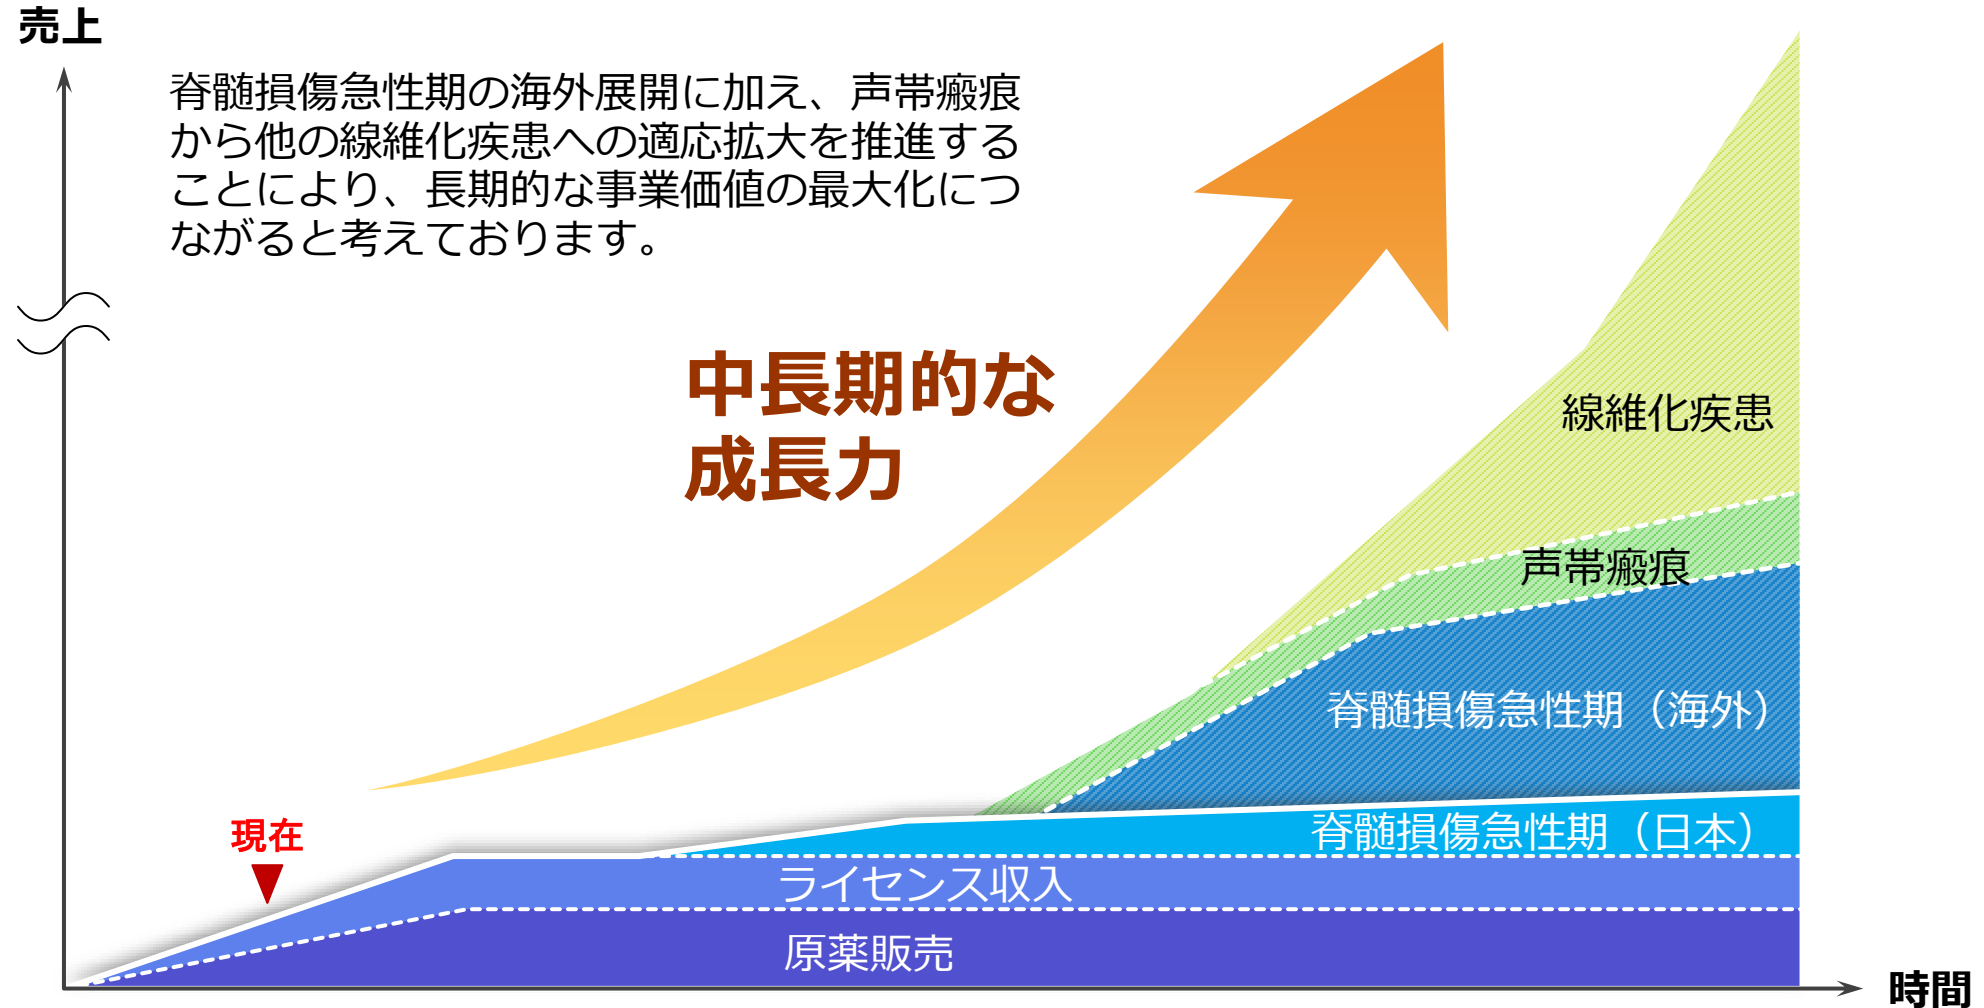 売上
脊髄損傷急性期の海外展開に加え、声帯瘢痕
から他の線維化疾患への適応拡大を推進する
ことにより、長期的な事業価値の最大化につ
ながると考えております。
中長期的な
成長力
線維化疾患
声帯瘢痕
脊髄損傷急性期（海外）
現在
脊髄損傷急性期（日本）
ライセンス収入
原薬販売
時間